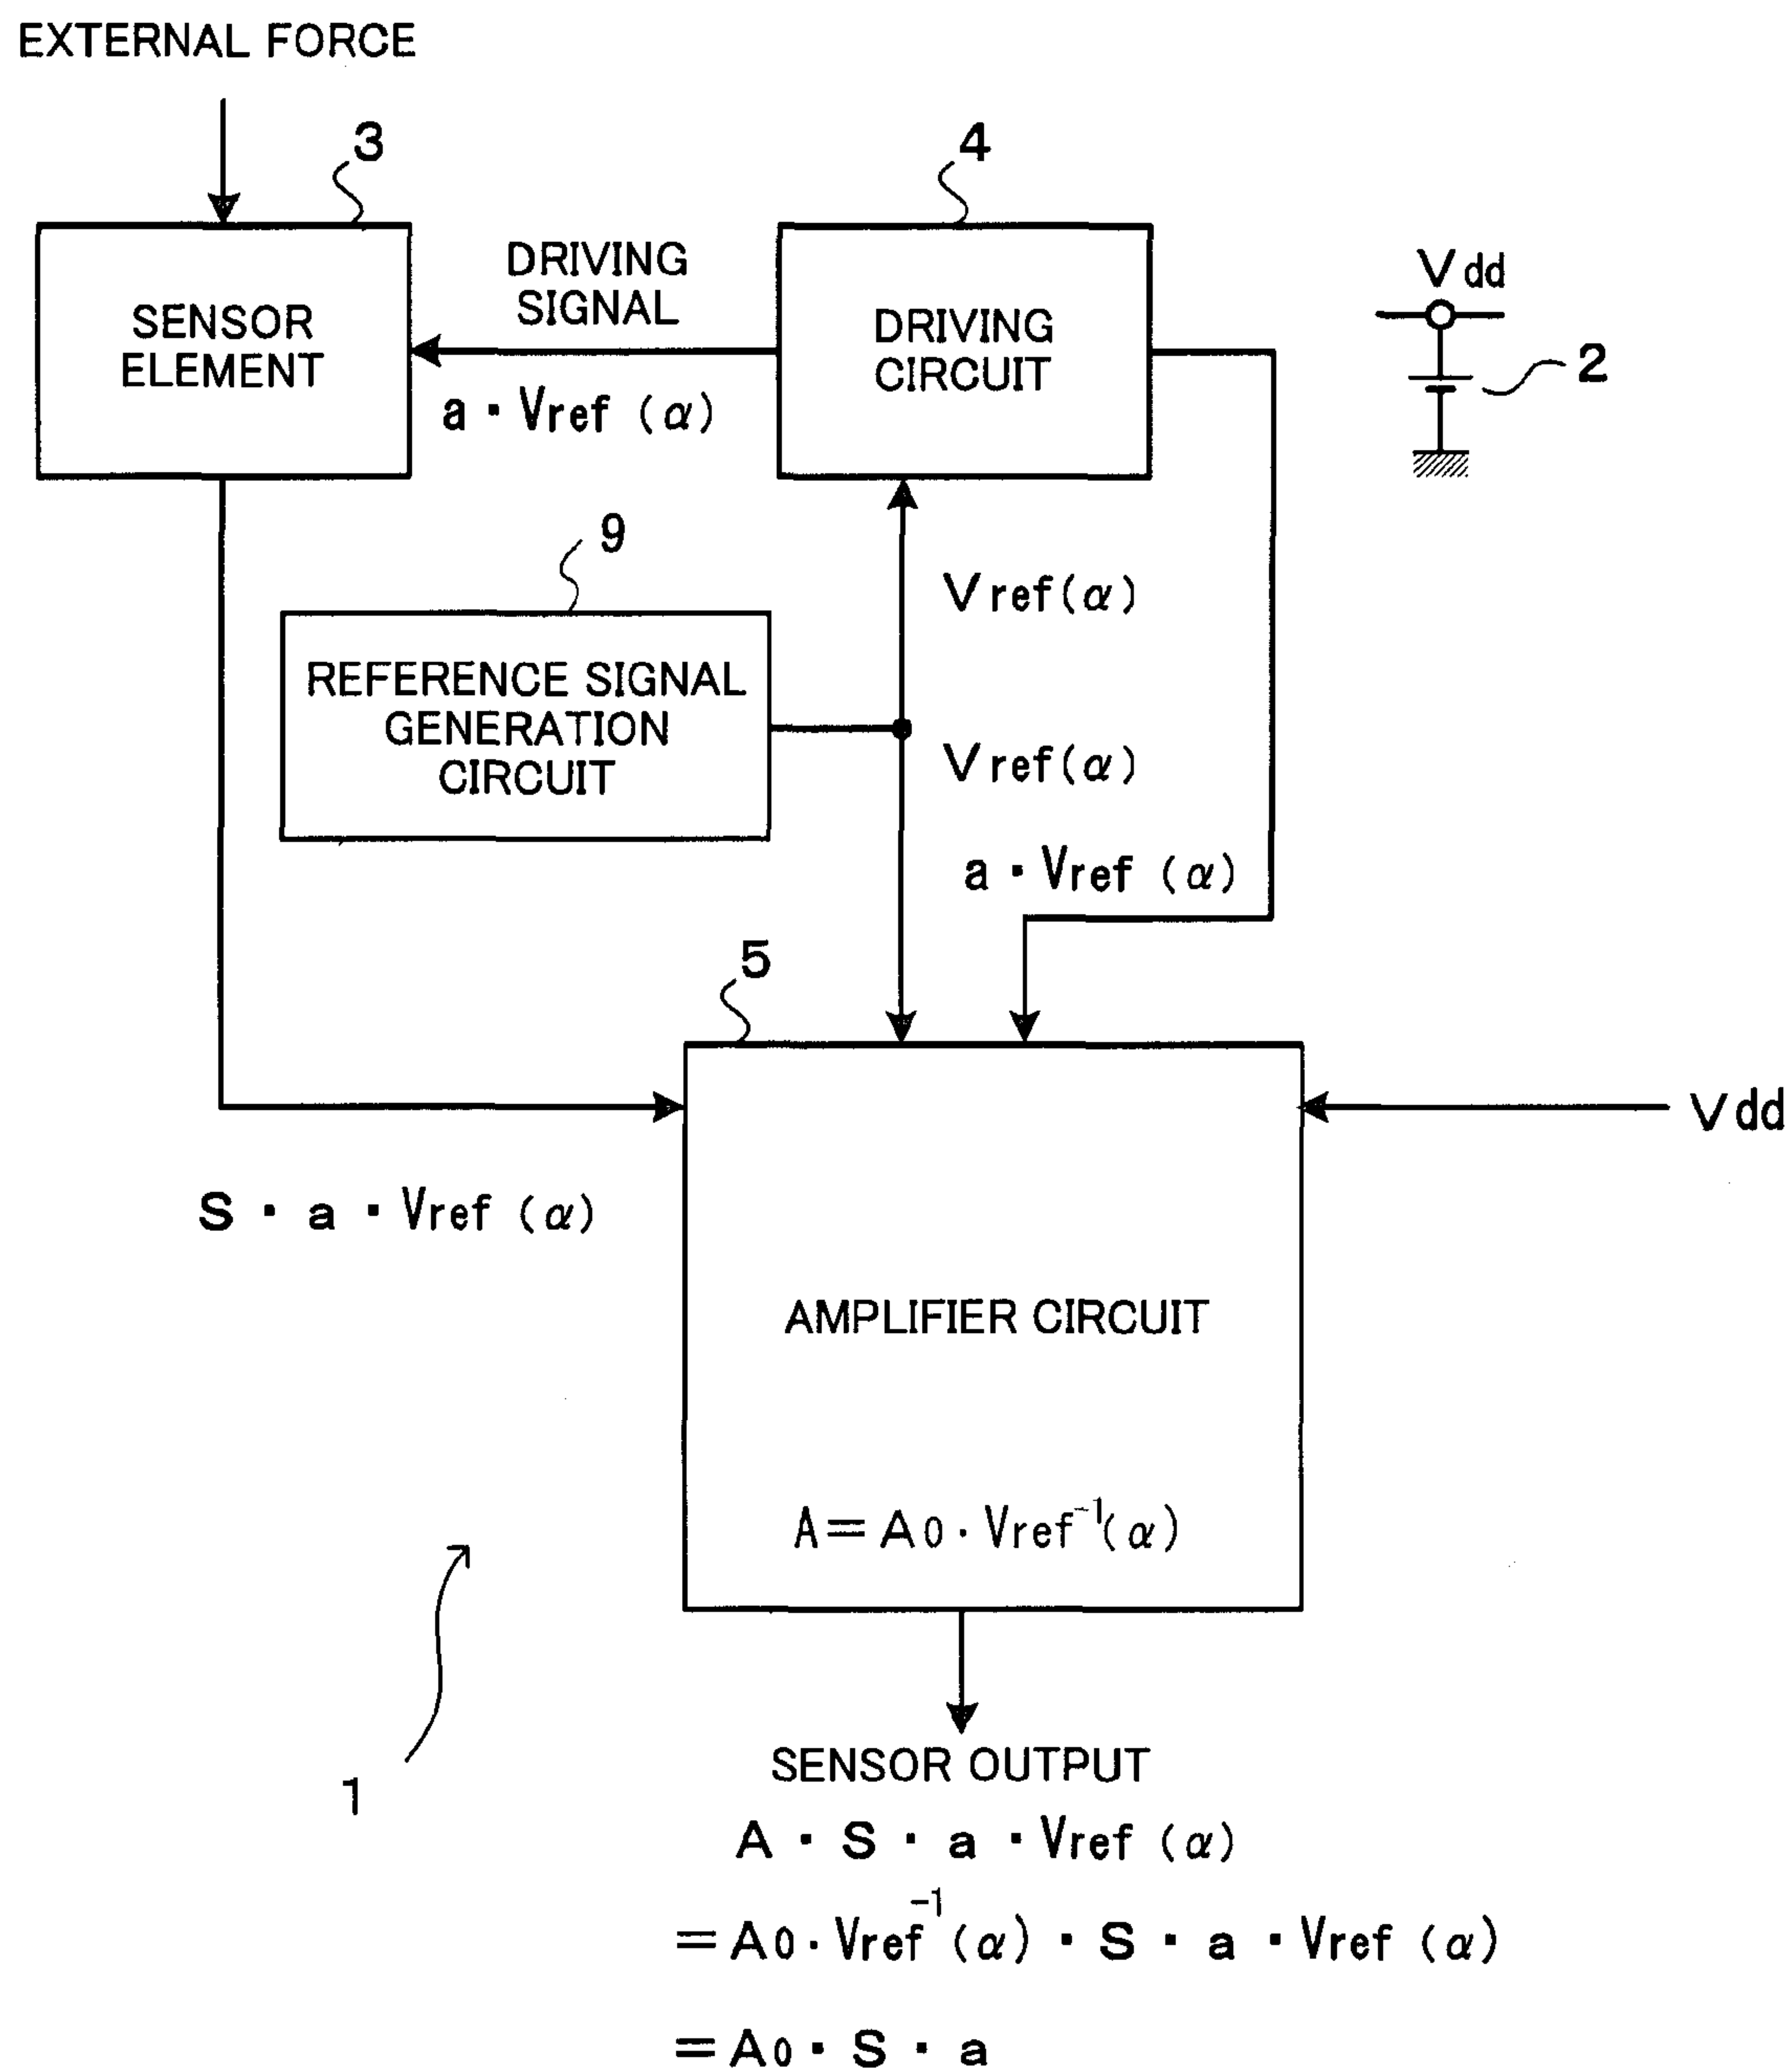 EXTERNAL FORCE
3
4
SENSOR
ELEMENT
DRIVING
SIGNAL
a・Vref (α)
DRIVING
CIRCUIT
Vdd
2
9
REFERENCE SIGNAL
GENERATION
CIRCUIT
Vref(α)
Vref(α)
a・Vref (α)
5
Vdd
S・a・Vref (α)
AMPLIFIER CIRCUIT
A=A0・Vref⁻¹(α)
1
SENSOR OUTPUT
A・S・a・Vref (α)
=A0・Vref⁻¹(α)・S・a・Vref (α)
=A0・S・a